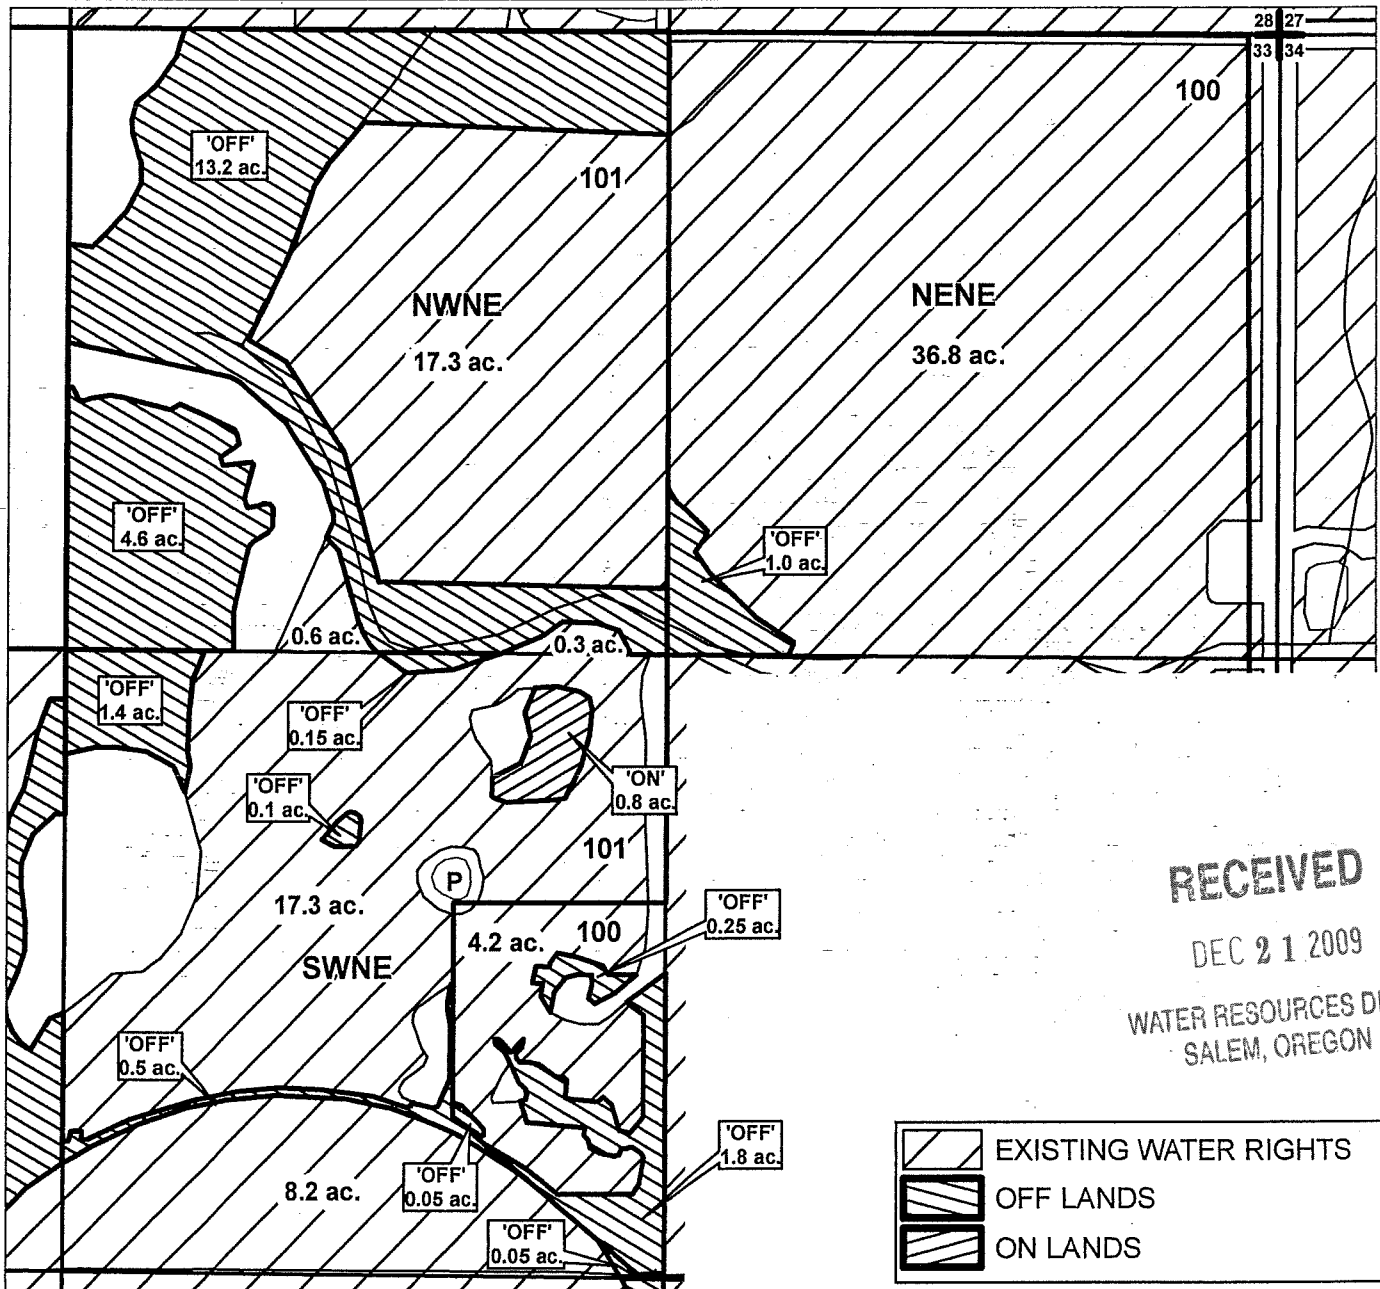 28 27
33 34
100
'OFF'
13.2 ac.
101
NWNE
17.3 ac.
NENE
36.8 ac.
'OFF'
4.6 ac.
'OFF'
1.0 ac.
0.6 ac.
0.3 ac.
'OFF'
1.4 ac.
'OFF'
0.15 ac.
'OFF'
0.1 ac.
'ON'
0.8 ac.
101
P
17.3 ac.
SWNE
4.2 ac.
100
'OFF'
0.25 ac.
RECEIVED
DEC 21 2009
WATER RESOURCES
SALEM, OREGON
'OFF'
0.5 ac.
'OFF'
0.05 ac.
8.2 ac.
'OFF'
1.8 ac.
'OFF'
0.05 ac.
EXISTING WATER RIGHTS
OFF LANDS
ON LANDS